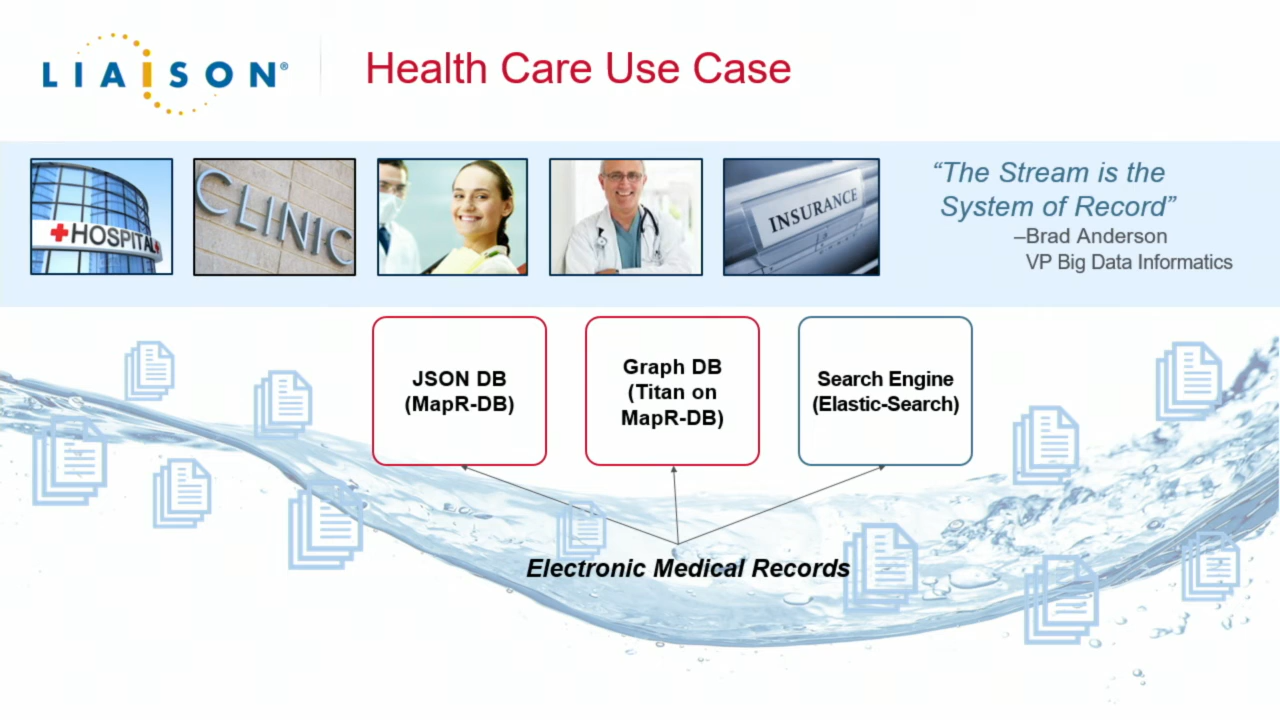 LIAISON®
Health Care Use Case
HOSPITAL
CLINIC
INSURANCE
“The Stream is the
System of Record”
–Brad Anderson
VP Big Data Informatics
JSON DB
(MapR-DB)
Graph DB
(Titan on
MapR-DB)
Search Engine
(Elastic-Search)
Electronic Medical Records